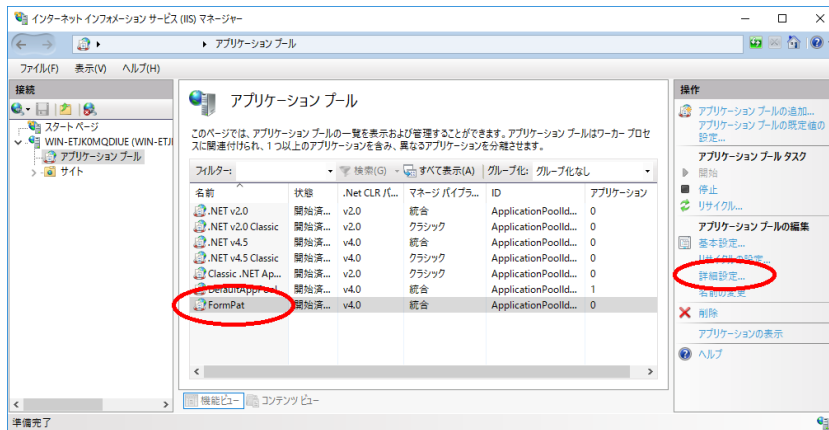 インターネット インフォメーション サービス (IIS) マネージャー
アプリケーション プール
ファイル(F) 表示(V) ヘルプ(H)
接続
スタート ページ
WIN-ETJK0MQDIUE (WIN-ETJ
アプリケーション プール
サイト
アプリケーション プール
このページでは、アプリケーション プールの一覧を表示および管理することができます。アプリケーション プールはワーカー プロセ
スに関連付けられ、1 つ以上のアプリケーションを含み、異なるアプリケーションを分離させます。
フィルター: 検索(G) すべて表示(A) グループ化: グループ化なし
名前 状態 .Net CLR バ... マネージ パイプラ... ID アプリケーション
.NET v2.0 開始済... v2.0 統合 ApplicationPoolId... 0
.NET v2.0 Classic 開始済... v2.0 クラシック ApplicationPoolId... 0
.NET v4.5 開始済... v4.0 統合 ApplicationPoolId... 0
.NET v4.5 Classic 開始済... v4.0 クラシック ApplicationPoolId... 0
Classic .NET Ap... 開始済... v2.0 クラシック ApplicationPoolId... 0
DefaultAppPool 開始済... v4.0 統合 ApplicationPoolId... 1
FormPat 開始済... v4.0 統合 ApplicationPoolId... 0
機能ビュー コンテンツ ビュー
操作
アプリケーション プールの追加...
アプリケーション プールの既定値の
設定...
アプリケーション プール タスク
開始
停止
リサイクル...
アプリケーション プールの編集
基本設定...
リサイクルの設定...
詳細設定...
名前の変更
削除
アプリケーションの表示
ヘルプ
準備完了